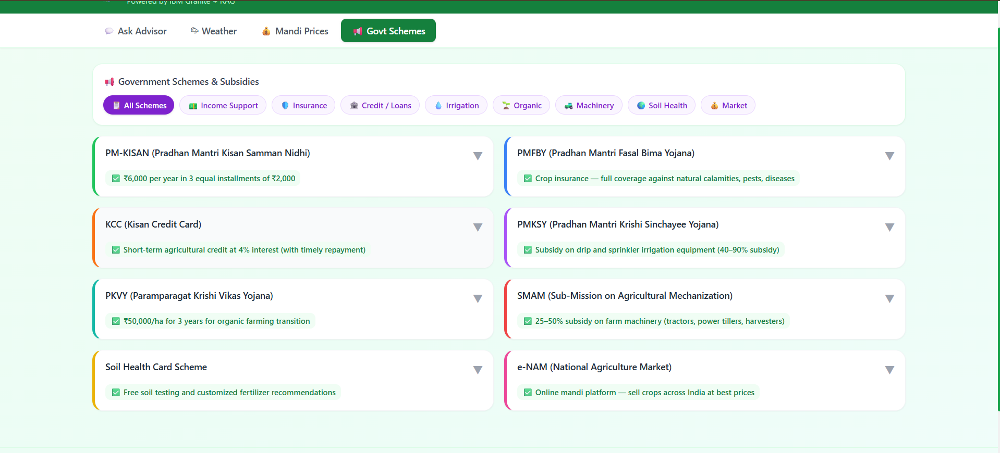 Powered by IBM Granite + RAG
Ask Advisor
Weather
Mandi Prices
Govt Schemes
Government Schemes & Subsidies
All Schemes
Income Support
Insurance
Credit / Loans
Irrigation
Organic
Machinery
Soil Health
Market
PM-KISAN (Pradhan Mantri Kisan Samman Nidhi)
₹6,000 per year in 3 equal installments of ₹2,000
PMFBY (Pradhan Mantri Fasal Bima Yojana)
Crop insurance — full coverage against natural calamities, pests, diseases
KCC (Kisan Credit Card)
Short-term agricultural credit at 4% interest (with timely repayment)
PMKSY (Pradhan Mantri Krishi Sinchayee Yojana)
Subsidy on drip and sprinkler irrigation equipment (40–90% subsidy)
PKVY (Paramparagat Krishi Vikas Yojana)
₹50,000/ha for 3 years for organic farming transition
SMAM (Sub-Mission on Agricultural Mechanization)
25–50% subsidy on farm machinery (tractors, power tillers, harvesters)
Soil Health Card Scheme
Free soil testing and customized fertilizer recommendations
e-NAM (National Agriculture Market)
Online mandi platform — sell crops across India at best prices